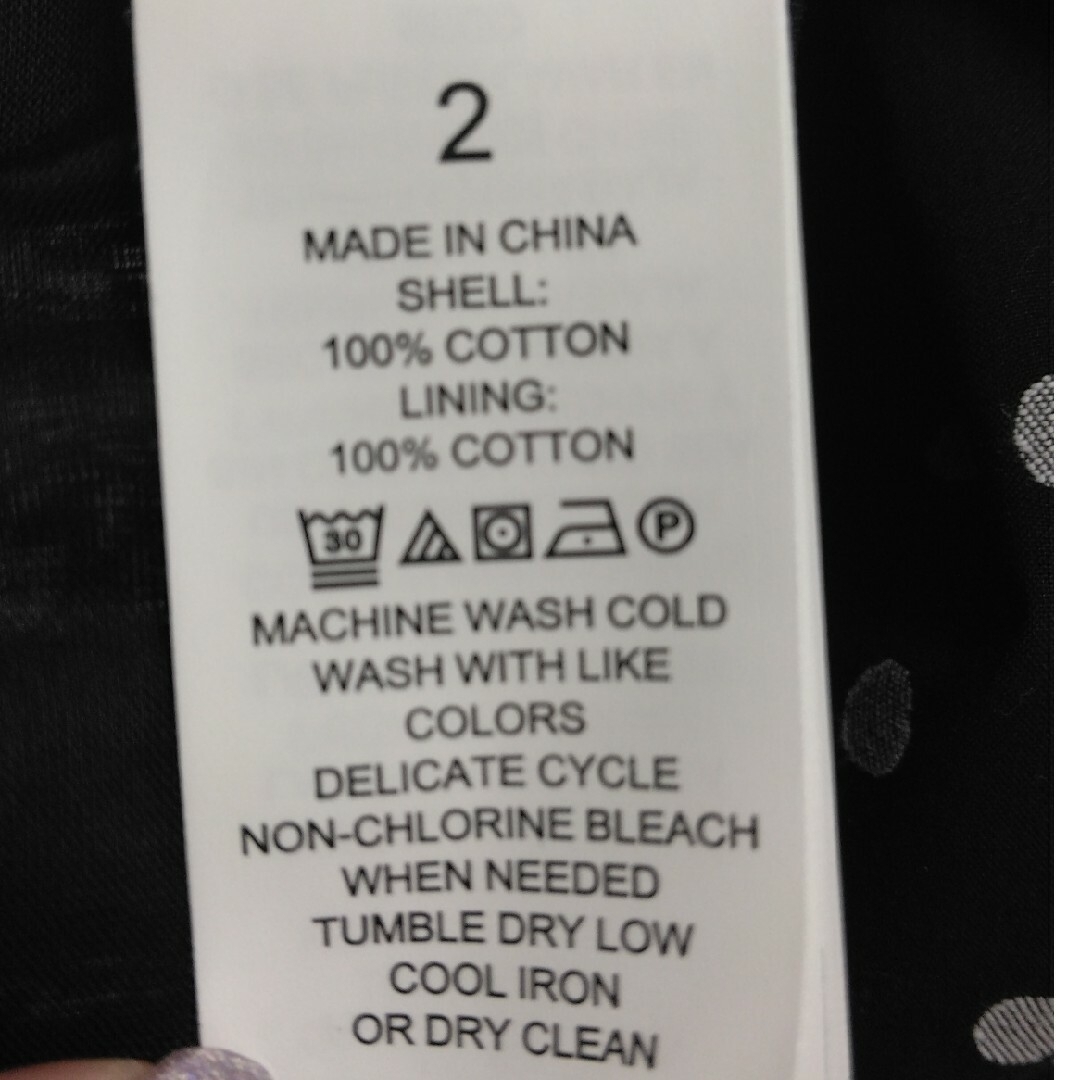 2
MADE IN CHINA
SHELL:
100% COTTON
LINING:
100% COTTON
30 P
MACHINE WASH COLD
WASH WITH LIKE
COLORS
DELICATE CYCLE
NON-CHLORINE BLEACH
WHEN NEEDED
TUMBLE DRY LOW
COOL IRON
OR DRY CLEAN